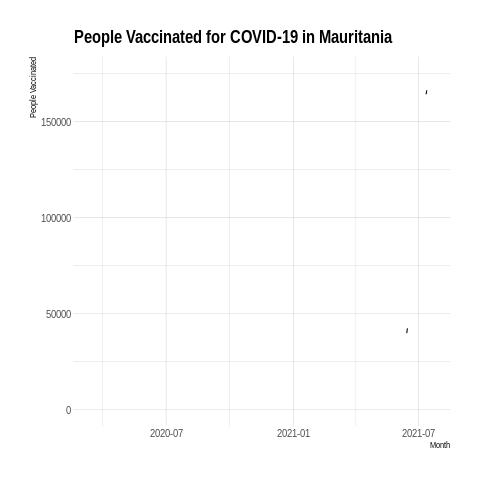 People Vaccinated for COVID-19 in Mauritania
People Vaccinated
150000
100000
50000
0
2020-07
2021-01
2021-07
Month